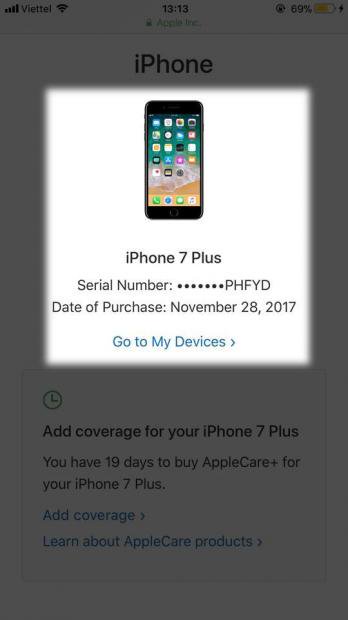 Viettel 13:13 69%
Apple Inc.
iPhone
iPhone 7 Plus
Serial Number: •••••••PHFYD
Date of Purchase: November 28, 2017
Go to My Devices ›
Add coverage for your iPhone 7 Plus
You have 19 days to buy AppleCare+ for
your iPhone 7 Plus.
Add coverage ›
Learn about AppleCare products ›